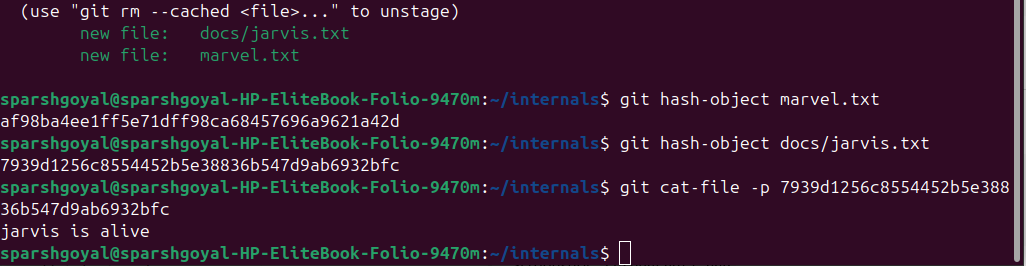 (use "git rm --cached <file>..." to unstage)
new file:   docs/jarvis.txt
new file:   marvel.txt
sparshgoyal@sparshgoyal-HP-EliteBook-Folio-9470m:~/internals$ git hash-object marvel.txt
af98ba4ee1ff5e71dff98ca68457696a9621a42d
sparshgoyal@sparshgoyal-HP-EliteBook-Folio-9470m:~/internals$ git hash-object docs/jarvis.txt
7939d1256c8554452b5e38836b547d9ab6932bfc
sparshgoyal@sparshgoyal-HP-EliteBook-Folio-9470m:~/internals$ git cat-file -p 7939d1256c8554452b5e388
36b547d9ab6932bfc
jarvis is alive
sparshgoyal@sparshgoyal-HP-EliteBook-Folio-9470m:~/internals$